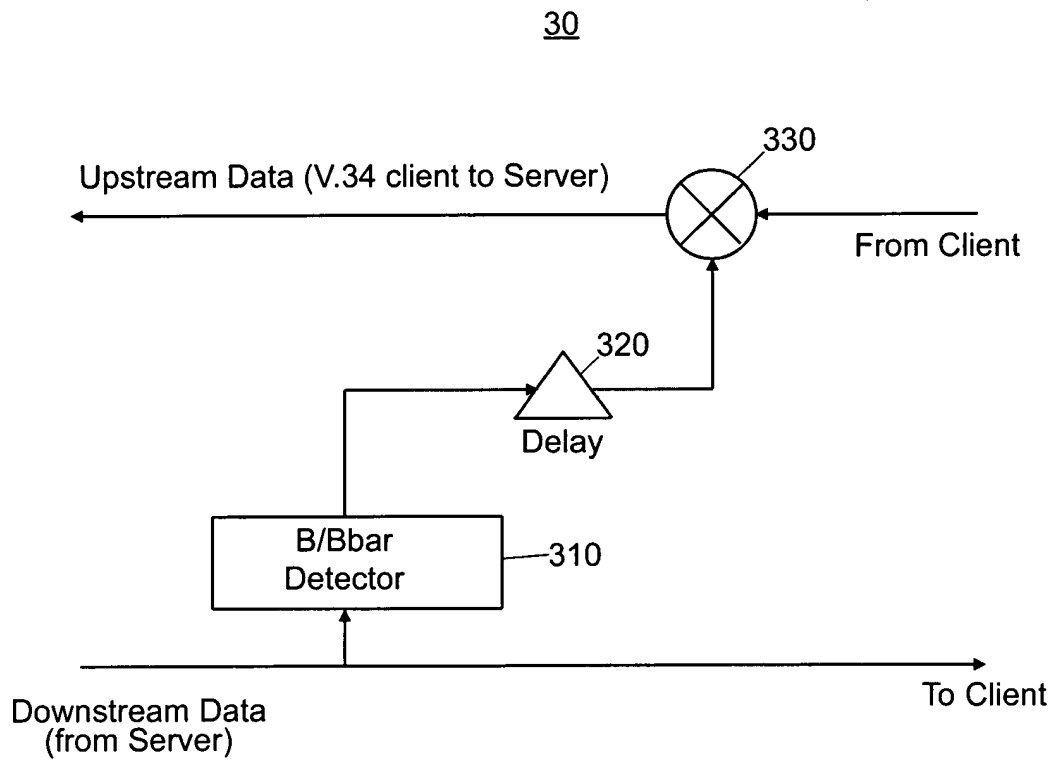 30
330
Upstream Data (V.34 client to Server)
From Client
320
Delay
B/Bbar
Detector
310
To Client
Downstream Data
(from Server)